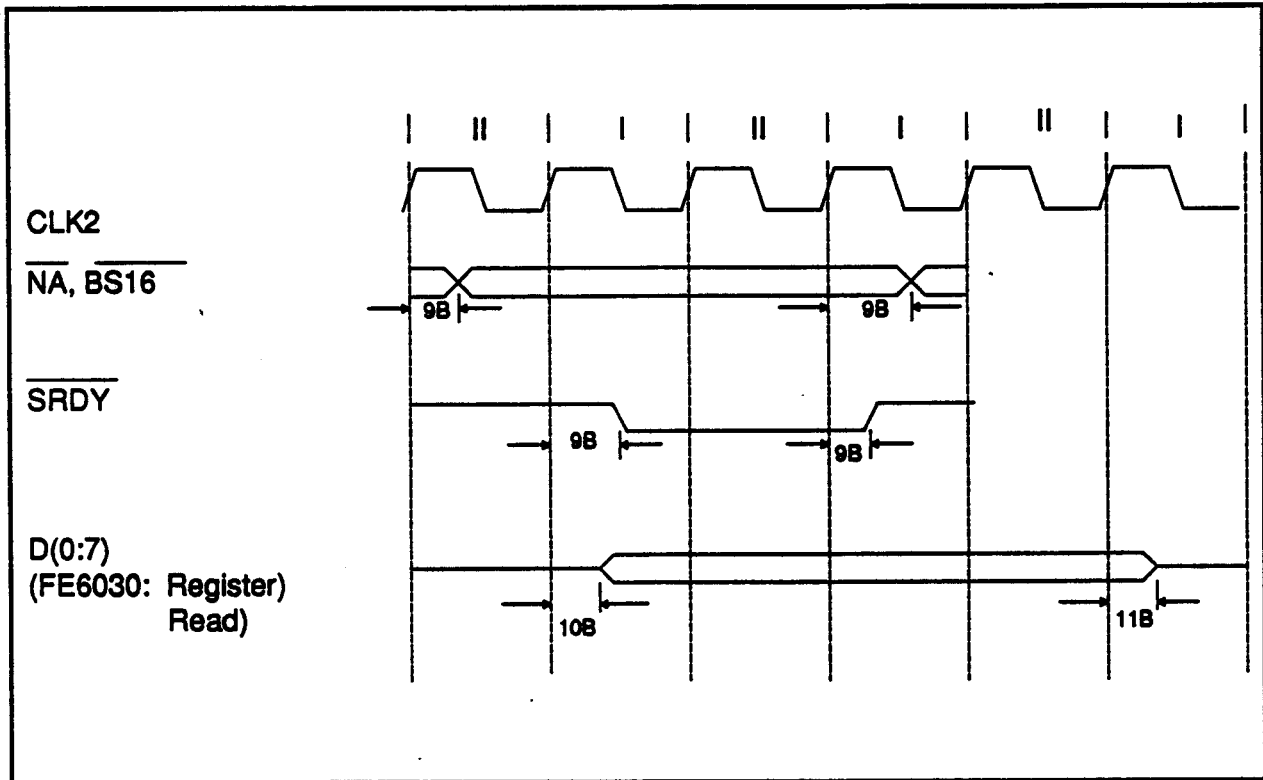 | II | I | II | I | II | I |
CLK2
NA, BS16
9B 9B
SRDY
9B 9B
D(0:7)
(FE6030: Register)
Read)
10B 11B